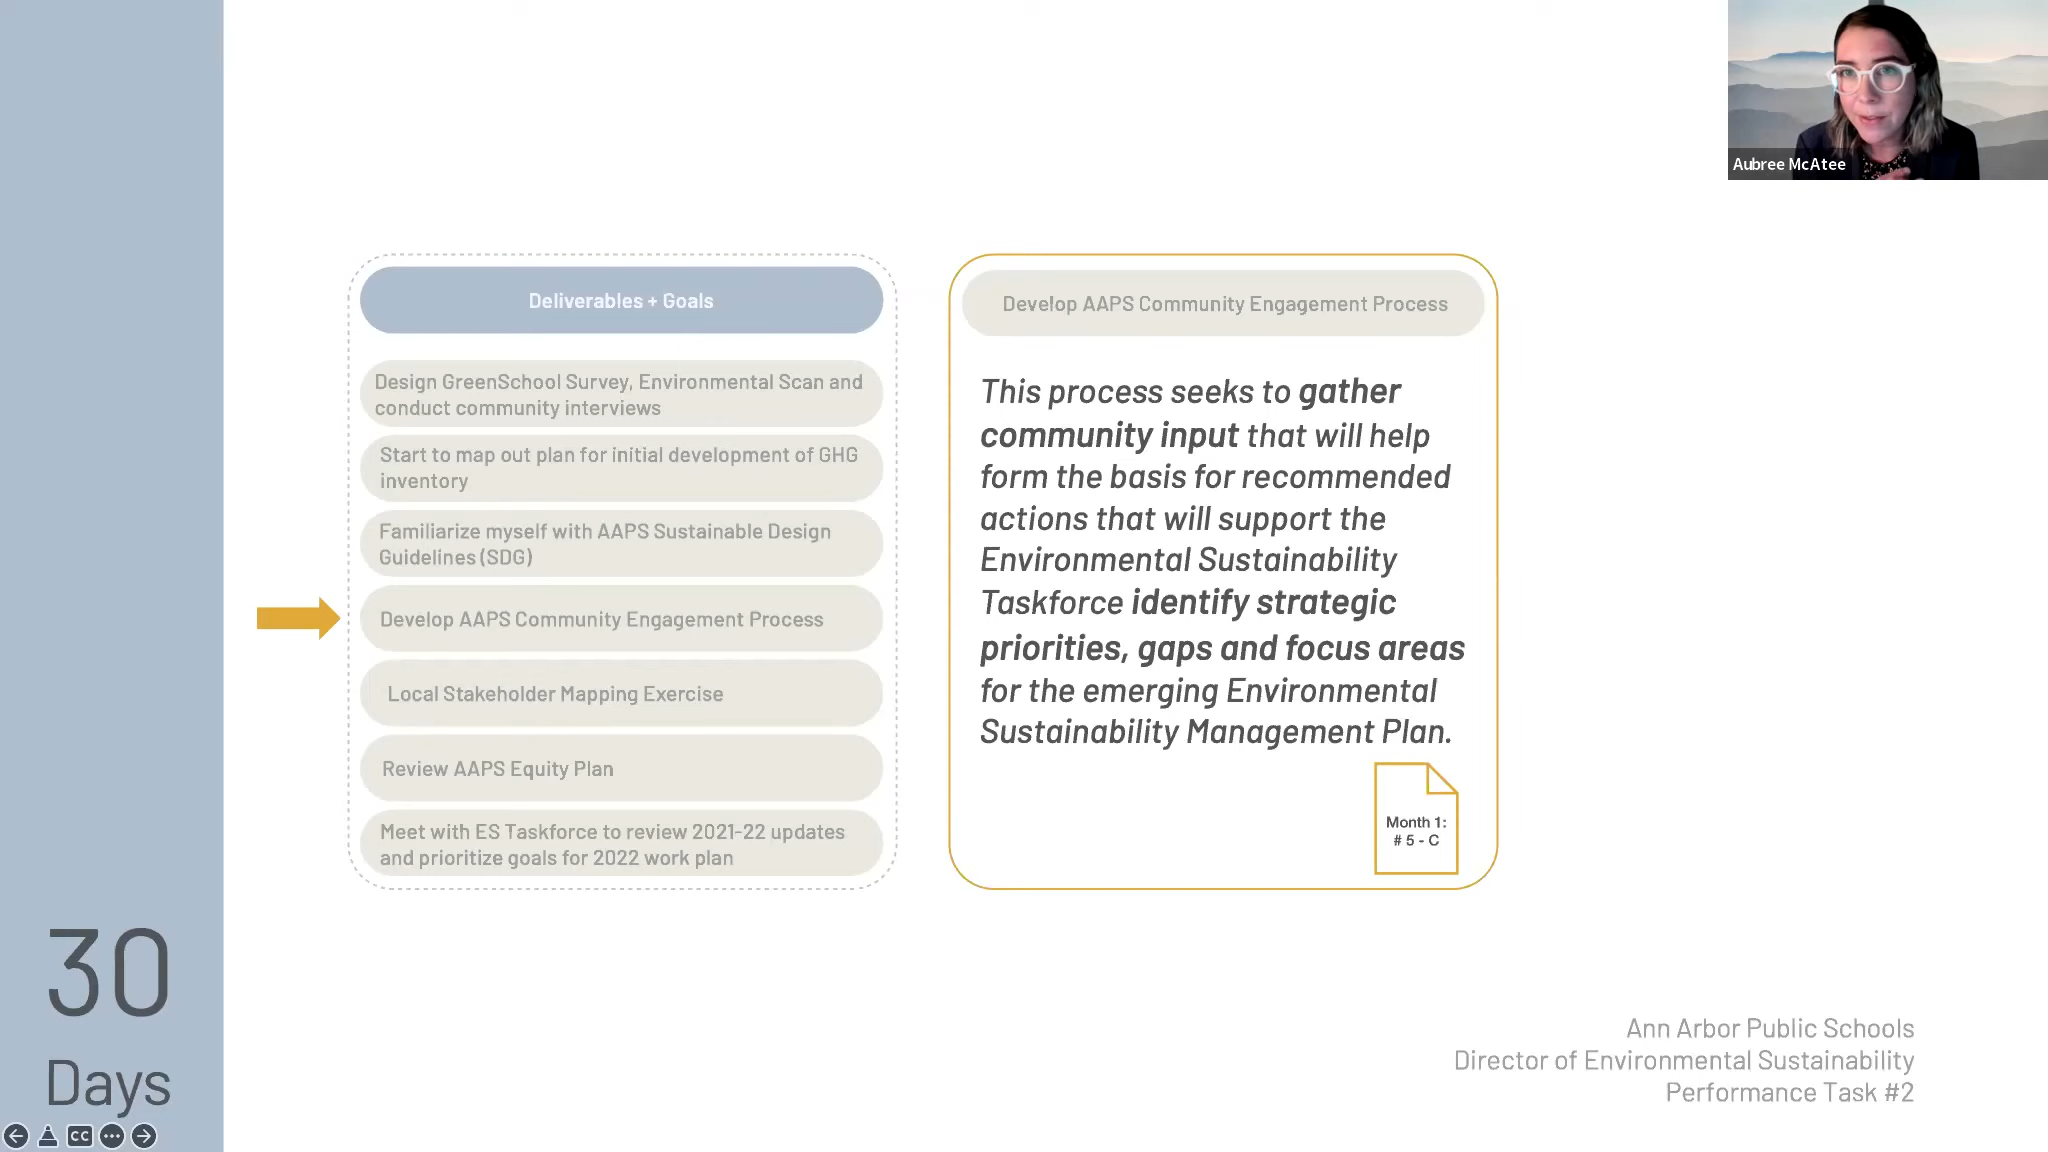 Aubree McAtee
Deliverables + Goals
Design GreenSchool Survey, Environmental Scan and
conduct community interviews
Start to map out plan for initial development of GHG
inventory
Familiarize myself with AAPS Sustainable Design
Guidelines (SDG)
Develop AAPS Community Engagement Process
Local Stakeholder Mapping Exercise
Review AAPS Equity Plan
Meet with ES Taskforce to review 2021-22 updates
and prioritize goals for 2022 work plan
Develop AAPS Community Engagement Process
This process seeks to gather
community input that will help
form the basis for recommended
actions that will support the
Environmental Sustainability
Taskforce identify strategic
priorities, gaps and focus areas
for the emerging Environmental
Sustainability Management Plan.
Month 1:
# 5 - C
30
Days
CC
Ann Arbor Public Schools
Director of Environmental Sustainability
Performance Task #2